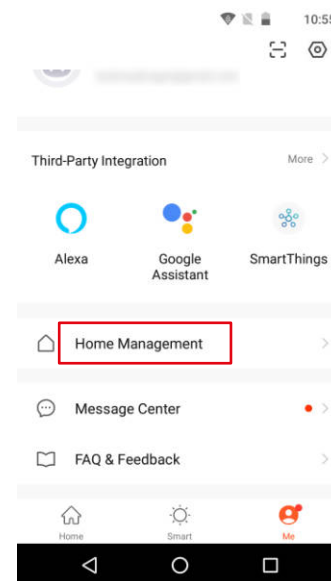 10:55
Third-Party Integration More >
Alexa
Google
Assistant
SmartThings
Home Management
Message Center
FAQ & Feedback
Home Smart Me